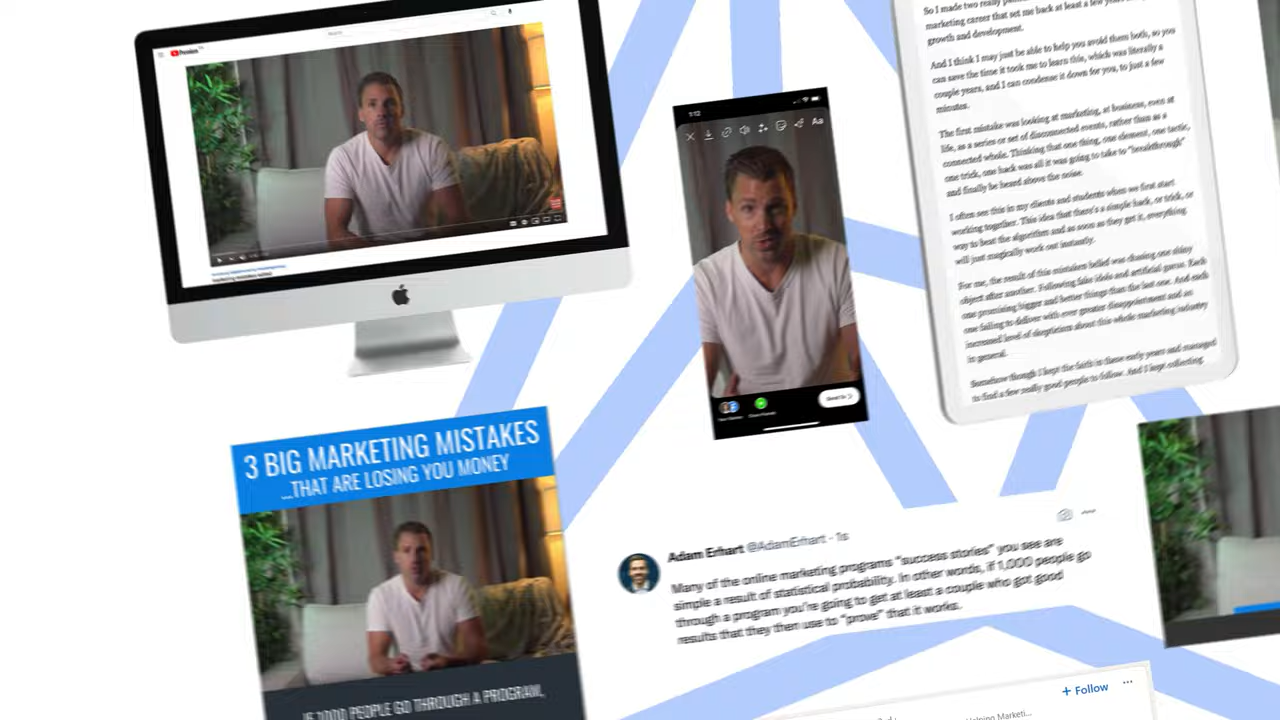 Premium
Search
1:12
Aa
So I made two really
marketing career that set me back at least a few years
growth and development.
And I think I may just be able to help you avoid them both, so you
can save the time it took me to learn this, which was literally a
couple years, and I can condense it down for you, to just a few
minutes.
The first mistake was looking at marketing, at business, even at
life, as a series or set of disconnected events, rather than as a
connected whole. Thinking that one thing, one element, one tactic,
one trick, one hack was all it was going to take to "breakthrough"
and finally be heard above the noise.
I often see this in my clients and students when we first start
working together. This idea that there's a simple hack, or trick, or
way to beat the algorithm and as soon as they get it, everything
will just magically work out instantly.
For me, the result of this mistaken belief was chasing one shiny
object after another. Following false idols and artificial gurus. Each
one promising bigger and better things than the last one. And each
one failing to deliver with ever greater disappointment and an
increased level of skepticism about this whole marketing industry
in general.
Somehow though I kept the faith in these early years and managed
to find a few really good people to follow. And I kept collecting
3 BIG MARKETING MISTAKES
...THAT ARE LOSING YOU MONEY
IF 1000 PEOPLE GO THROUGH A PROGRAM,
Adam Erhart @AdamErhart · 1s
Many of the online marketing programs "success stories" you see are
simple a result of statistical probability. In other words, if 1,000 people go
through a program you're going to get at least a couple who got good
results that they then use to "prove" that it works.
+ Follow
Helping Marketi...